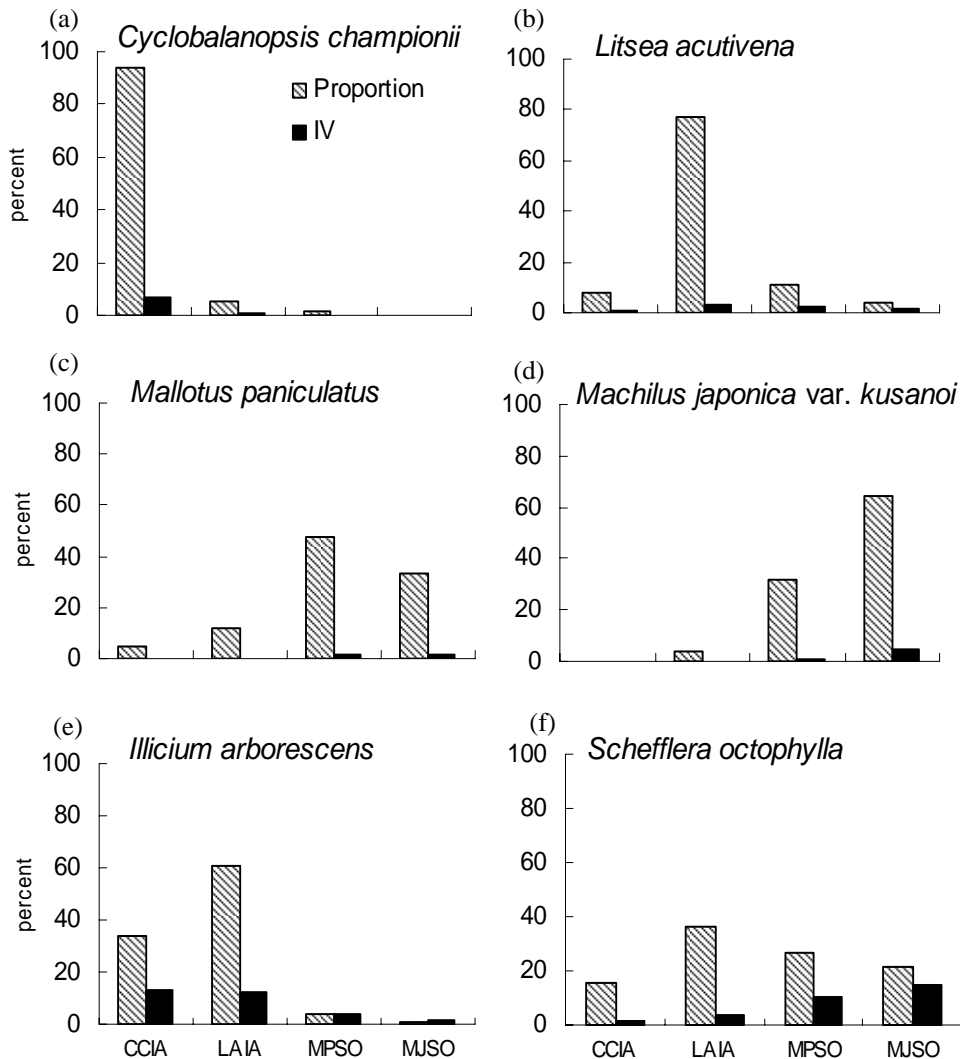 (a)
Cyclobalanopsis championii
100
80
60
40
20
0
percent
Proportion
IV
(b)
Litsea acutivena
100
80
60
40
20
0
(c)
Mallotus paniculatus
100
80
60
40
20
0
percent
(d)
Machilus japonica var. kusanoi
100
80
60
40
20
0
(e)
Illicium arborescens
100
80
60
40
20
0
percent
CCIA LAIA MPSO MJSO
(f)
Schefflera octophylla
100
80
60
40
20
0
CCIA LAIA MPSO MJSO